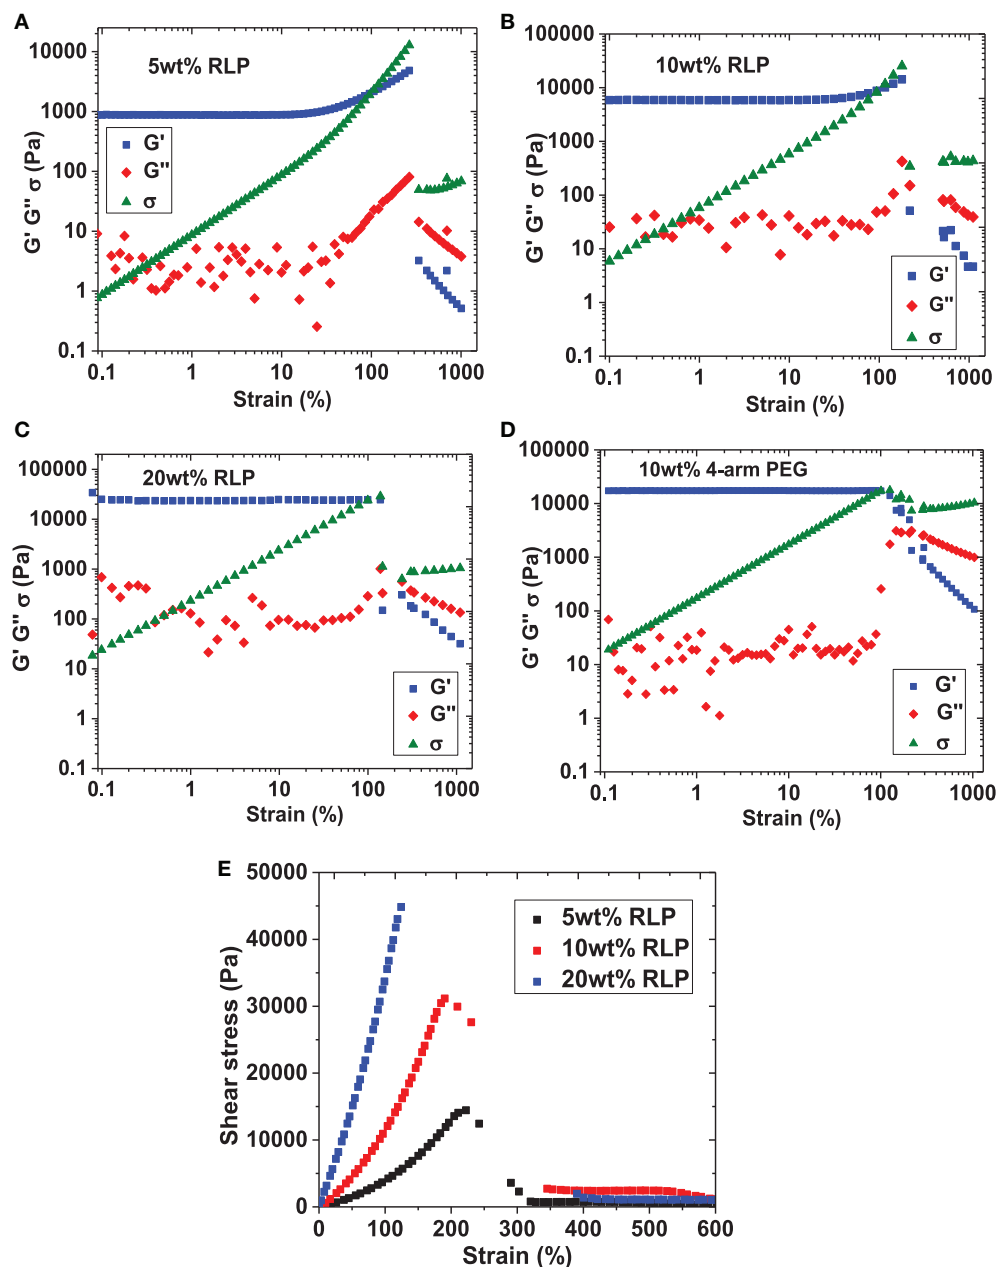 A
10000
1000
100
10
1
0.1
0.1
1
10
100
1000
G' G'' σ (Pa)
Strain (%)
5wt% RLP
G'
G''
σ
B
100000
10000
1000
100
10
1
0.1
0.1
1
10
100
1000
G' G'' σ (Pa)
Strain (%)
10wt% RLP
G'
G''
σ
C
100000
10000
1000
100
10
1
0.1
0.1
1
10
100
1000
G' G'' σ (Pa)
Strain (%)
20wt% RLP
G'
G''
σ
D
100000
10000
1000
100
10
1
0.1
0.1
1
10
100
1000
G' G'' σ (Pa)
Strain (%)
10wt% 4-arm PEG
G'
G''
σ
E
50000
40000
30000
20000
10000
0
0
100
200
300
400
500
600
Shear stress (Pa)
Strain (%)
5wt% RLP
10wt% RLP
20wt% RLP